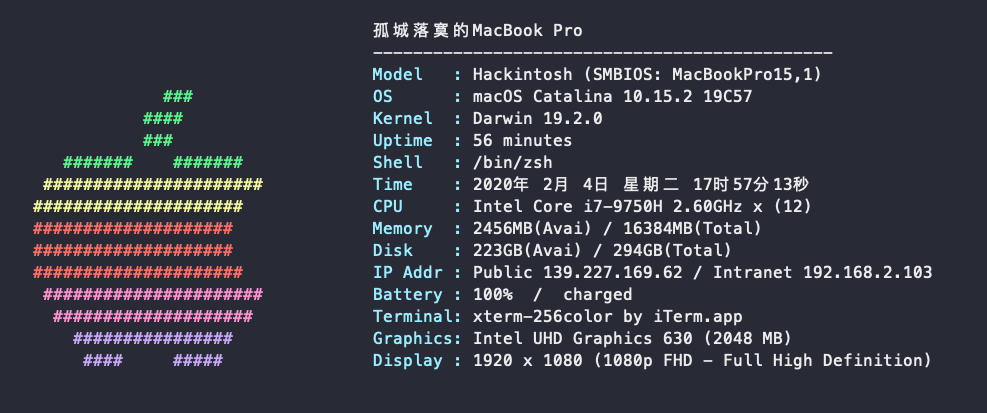 孤城落寞的MacBook Pro
----------------------------------------------
Model   : Hackintosh (SMBIOS: MacBookPro15,1)
OS      : macOS Catalina 10.15.2 19C57
Kernel  : Darwin 19.2.0
Uptime  : 56 minutes
Shell   : /bin/zsh
Time    : 2020年 2月 4日 星期二 17时57分13秒
CPU     : Intel Core i7-9750H 2.60GHz x (12)
Memory  : 2456MB(Avai) / 16384MB(Total)
Disk    : 223GB(Avai) / 294GB(Total)
IP Addr : Public 139.227.169.62 / Intranet 192.168.2.103
Battery : 100%  /  charged
Terminal: xterm-256color by iTerm.app
Graphics: Intel UHD Graphics 630 (2048 MB)
Display : 1920 x 1080 (1080p FHD - Full High Definition)